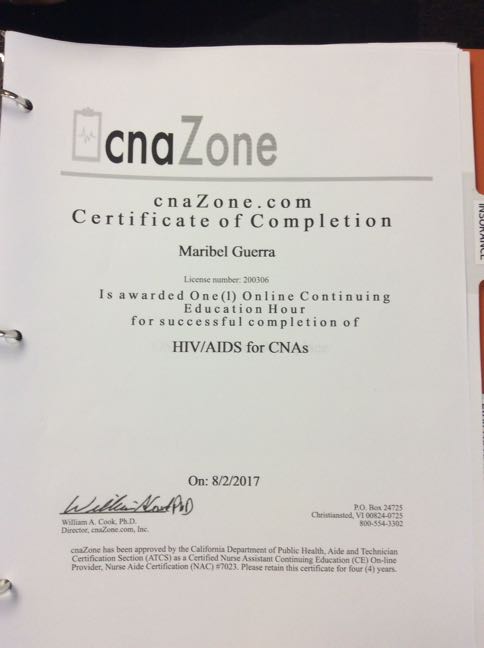 cnaZone
cnaZone.com
Certificate of Completion
Maribel Guerra
License number: 200306
Is awarded One(1) Online Continuing
Education Hour
for successful completion of
HIV/AIDS for CNAs
On: 8/2/2017
William A. Cook, Ph.D.
Director, cnaZone.com, Inc.
P.O. Box 24725
Christiansted, VI 00824-0725
800-554-3302
cnaZone has been approved by the California Department of Public Health, Aide and Technician
Certification Section (ATCS) as a Certified Nurse Assistant Continuing Education (CE) On-line
Provider, Nurse Aide Certification (NAC) #7023. Please retain this certificate for four (4) years.
INSURANCE